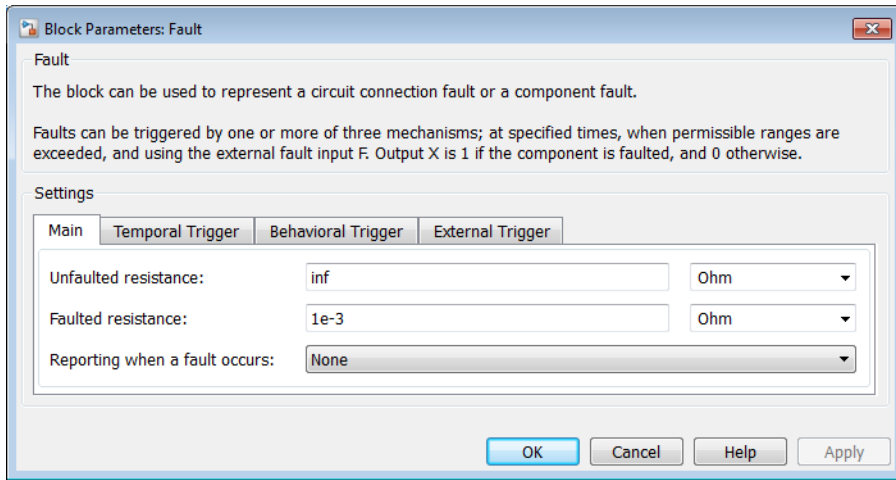 Block Parameters: Fault
Fault
The block can be used to represent a circuit connection fault or a component fault.
Faults can be triggered by one or more of three mechanisms; at specified times, when permissible ranges are
exceeded, and using the external fault input F. Output X is 1 if the component is faulted, and 0 otherwise.
Settings
Main Temporal Trigger Behavioral Trigger External Trigger
Unfaulted resistance: inf Ohm
Faulted resistance: 1e-3 Ohm
Reporting when a fault occurs: None
OK Cancel Help Apply